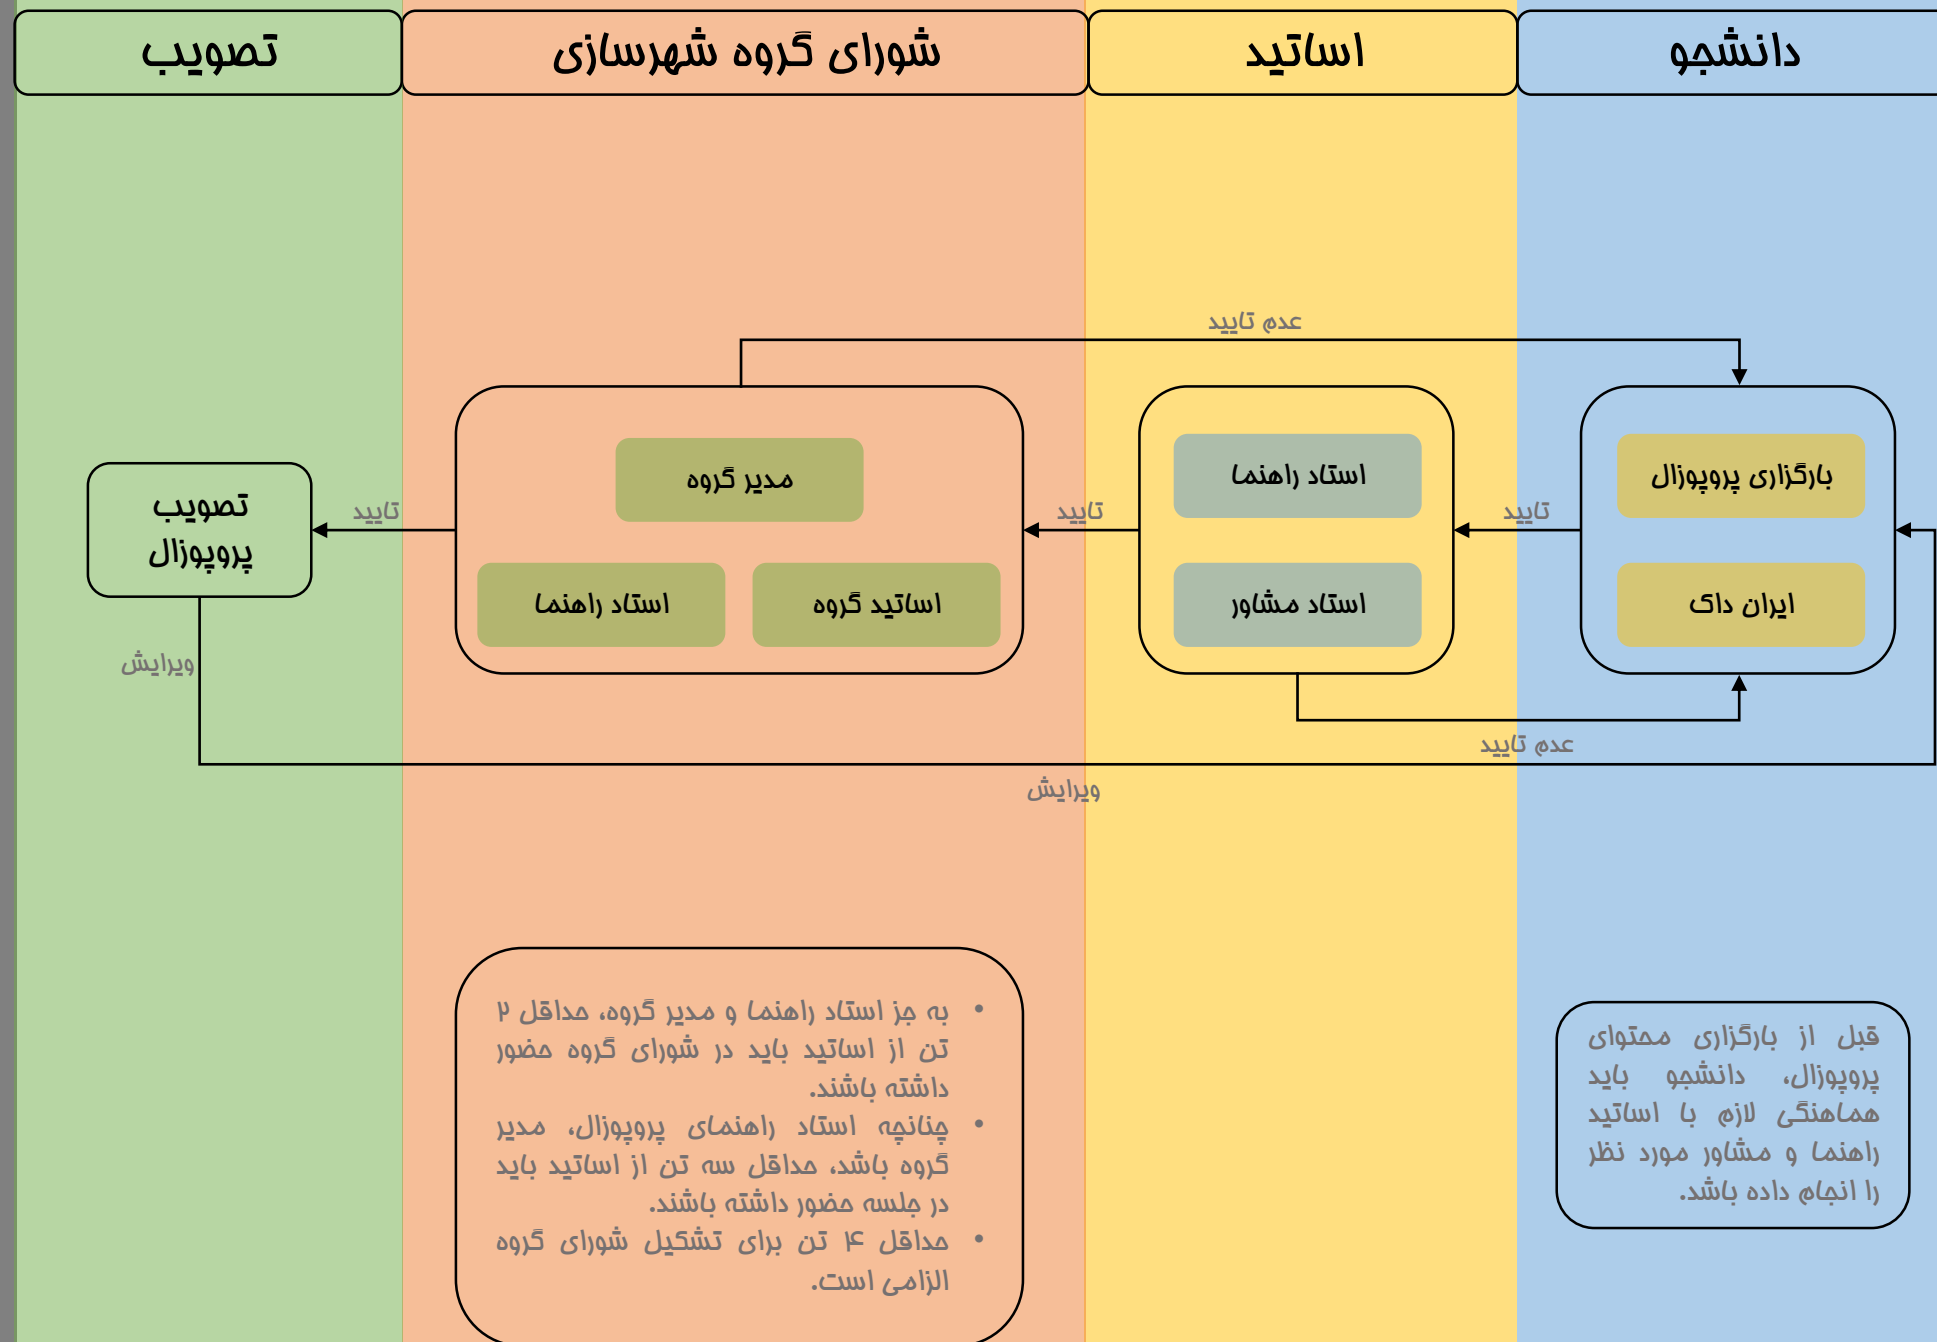 دانشجو
اساتید
شورای گروه شهرسازی
تصویب
عدم تایید
بارگزاری پروپوزال
ایران داک
تایید
استاد راهنما
استاد مشاور
تایید
مدیر گروه
اساتید گروه
استاد راهنما
تایید
تصویب
پروپوزال
ویرایش
عدم تایید
ویرایش
قبل از بارگزاری محتوای
پروپوزال، دانشجو باید
هماهنگی لازم با اساتید
راهنما و مشاور مورد نظر
را انجام داده باشد.
• به جز استاد راهنما و مدیر گروه، حداقل ۲
تن از اساتید باید در شورای گروه حضور
داشته باشند.
• چنانچه استاد راهنمای پروپوزال، مدیر
گروه باشد، حداقل سه تن از اساتید باید
در جلسه حضور داشته باشند.
• حداقل ۴ تن برای تشکیل شورای گروه
الزامی است.